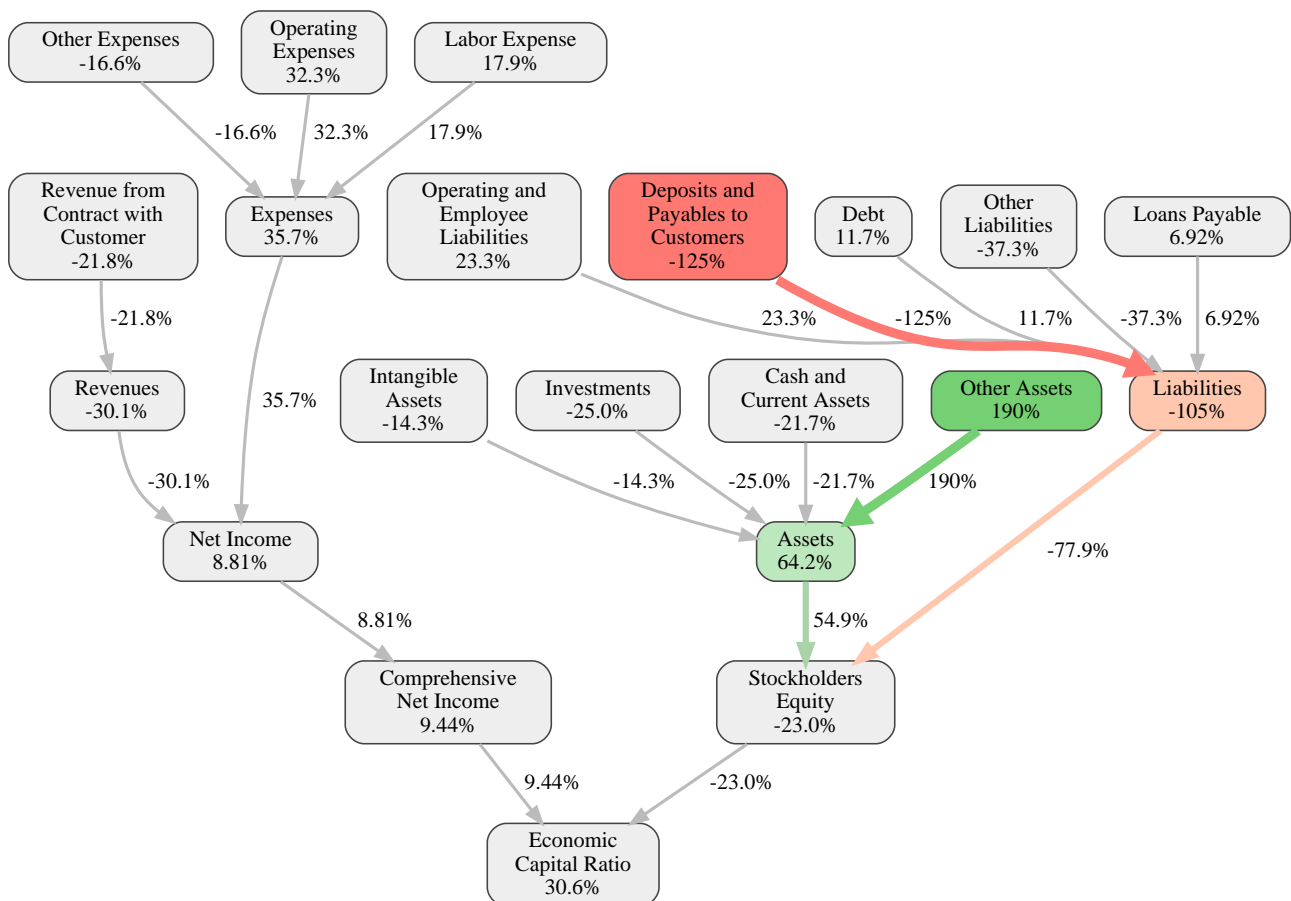 Other Expenses
-16.6%
Operating
Expenses
32.3%
Labor Expense
17.9%
-16.6%
32.3%
17.9%
Revenue from
Contract with
Customer
-21.8%
Expenses
35.7%
Operating and
Employee
Liabilities
23.3%
Deposits and
Payables to
Customers
-125%
Debt
11.7%
Other
Liabilities
-37.3%
Loans Payable
6.92%
-21.8%
23.3%
-125%
11.7%
-37.3%
6.92%
Revenues
-30.1%
35.7%
Intangible
Assets
-14.3%
Investments
-25.0%
Cash and
Current Assets
-21.7%
Other Assets
190%
Liabilities
-105%
-30.1%
-14.3%
-25.0%
-21.7%
190%
Net Income
8.81%
Assets
64.2%
-77.9%
8.81%
54.9%
Comprehensive
Net Income
9.44%
Stockholders
Equity
-23.0%
9.44%
-23.0%
Economic
Capital Ratio
30.6%